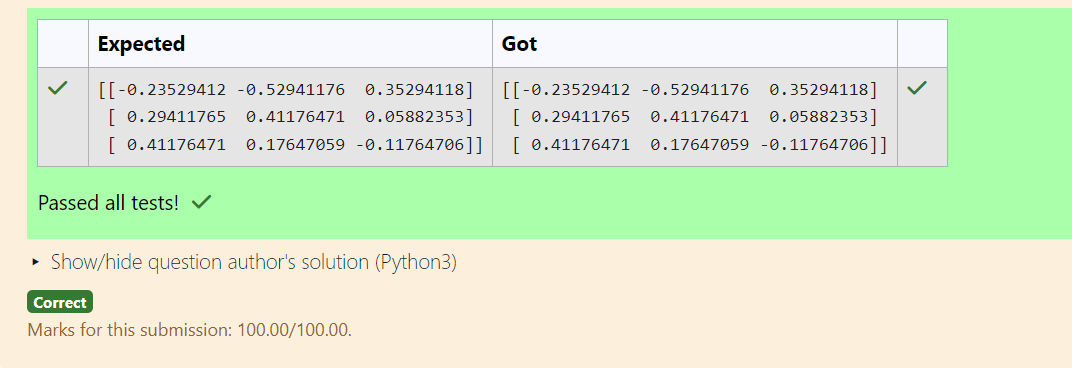 Expected Got
[[-0.23529412 -0.52941176  0.35294118] [[-0.23529412 -0.52941176  0.35294118]
[ 0.29411765  0.41176471  0.05882353] [ 0.29411765  0.41176471  0.05882353]
[ 0.41176471  0.17647059 -0.11764706]] [ 0.41176471  0.17647059 -0.11764706]]
Passed all tests!
Show/hide question author's solution (Python3)
Correct
Marks for this submission: 100.00/100.00.